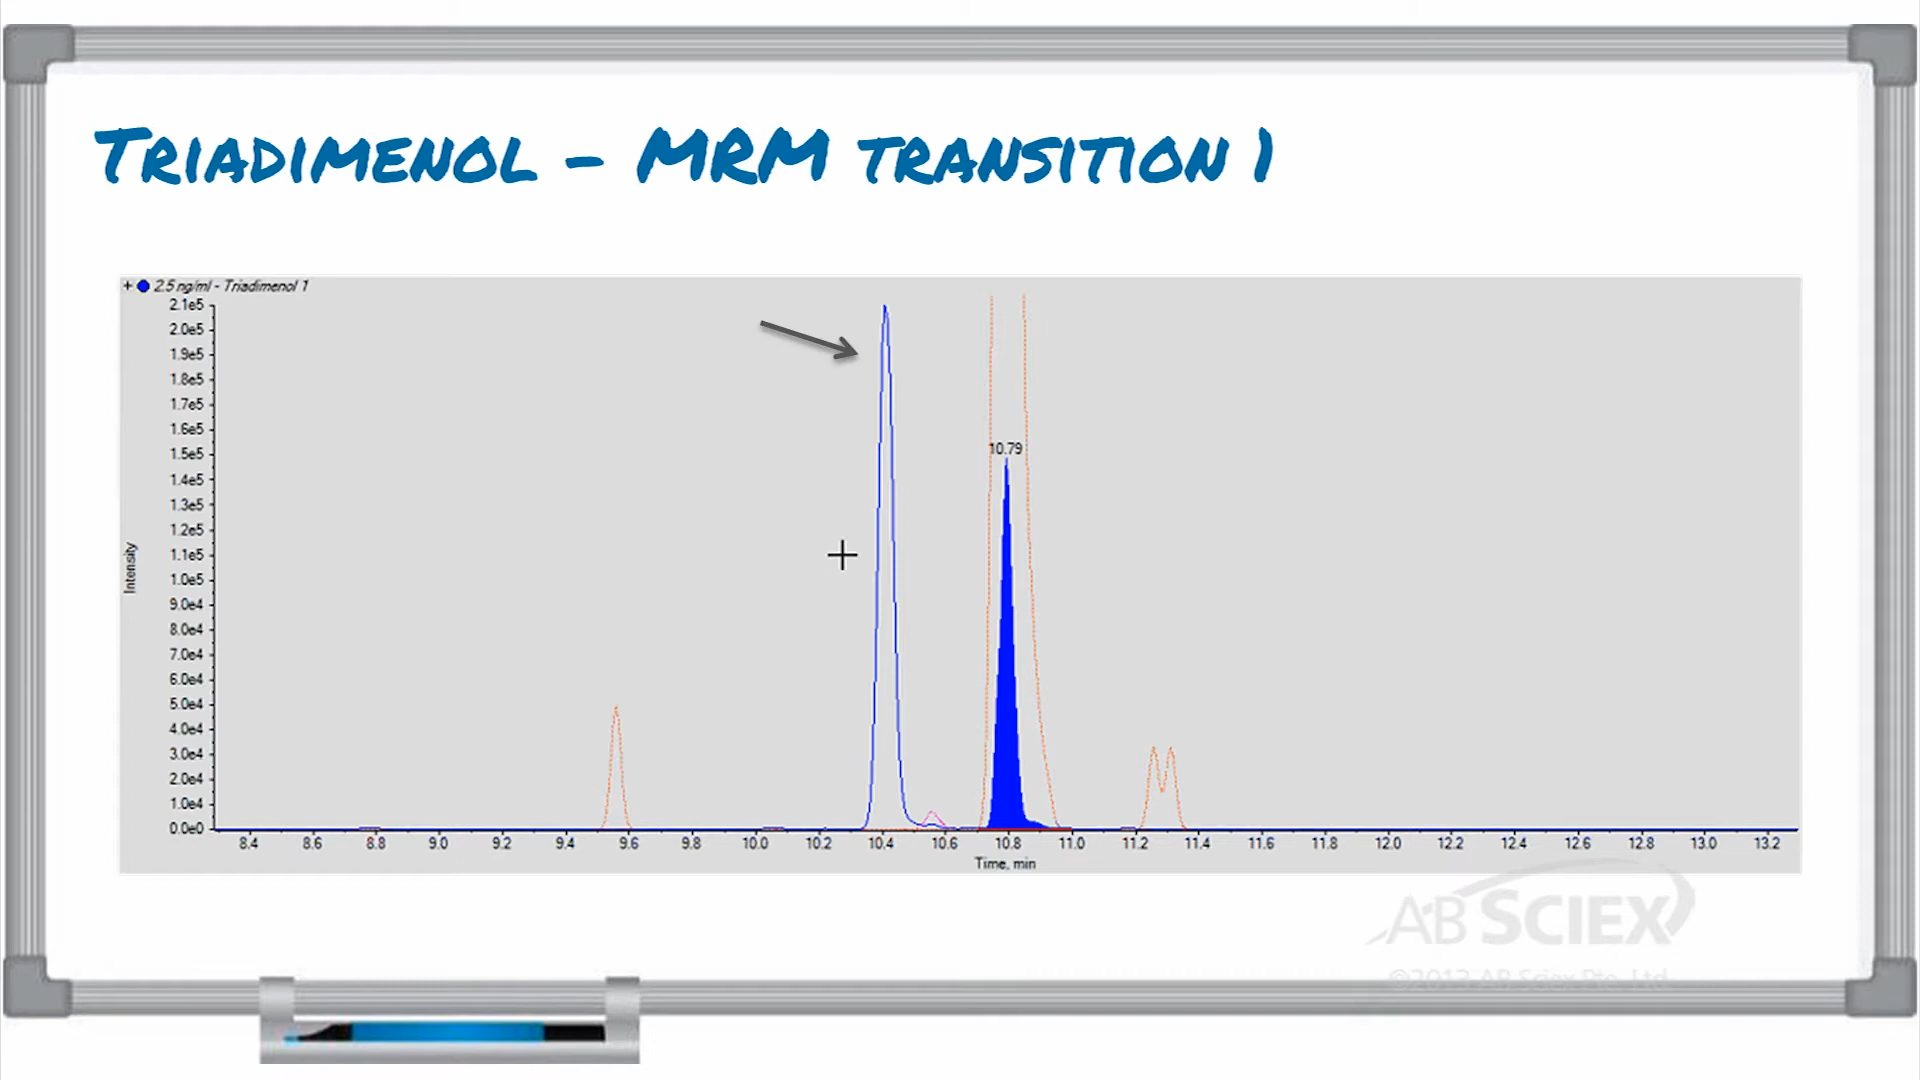 TRIADIMENOL - MRM TRANSITION 1
+ 2.5 ng/ml - Triadimenol 1
2.1e5
2.0e5
1.9e5
1.8e5
1.7e5
1.6e5
1.5e5
1.4e5
1.3e5
1.2e5
1.1e5
1.0e5
9.0e4
8.0e4
7.0e4
6.0e4
5.0e4
4.0e4
3.0e4
2.0e4
1.0e4
0.0e0
Intensity
10.79
8.4 8.6 8.8 9.0 9.2 9.4 9.6 9.8 10.0 10.2 10.4 10.6 10.8 11.0 11.2 11.4 11.6 11.8 12.0 12.2 12.4 12.6 12.8 13.0 13.2
Time, min
AB SCIEX
©2013 AB Sciex Pte. Ltd.